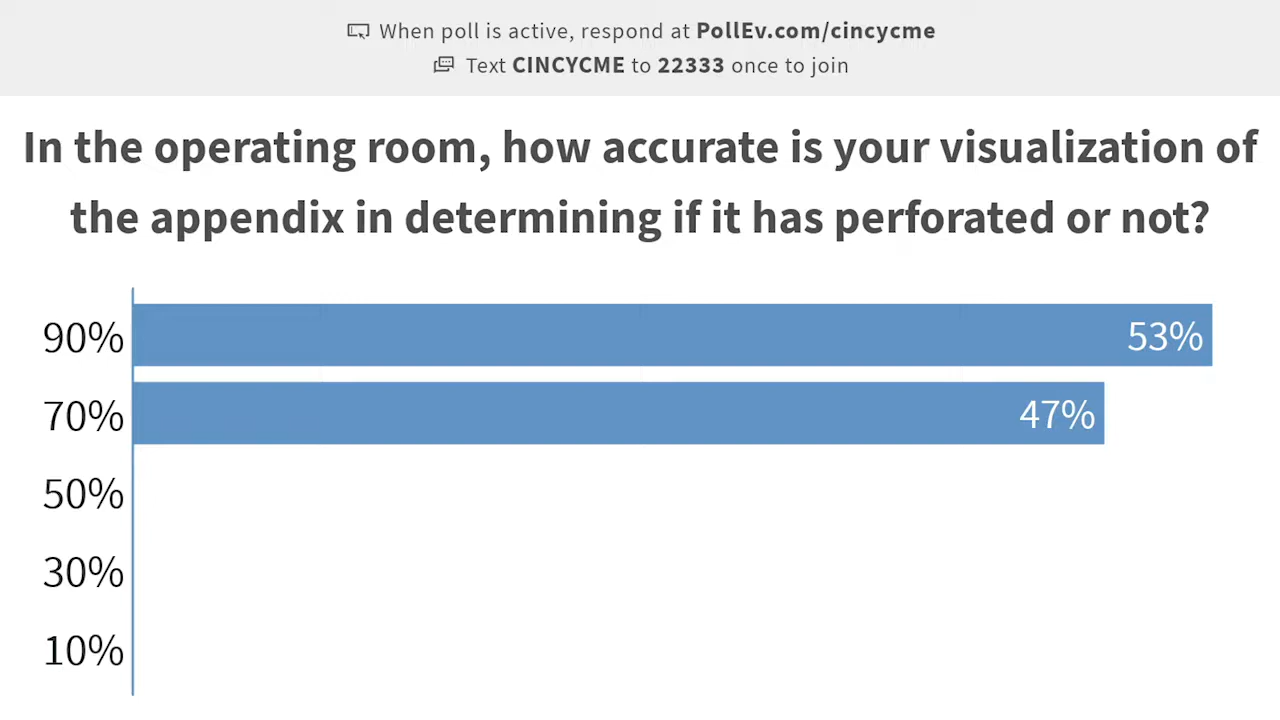 When poll is active, respond at PollEv.com/cincycme
Text CINCYCME to 22333 once to join
In the operating room, how accurate is your visualization of
the appendix in determining if it has perforated or not?
90% 53%
70% 47%
50%
30%
10%